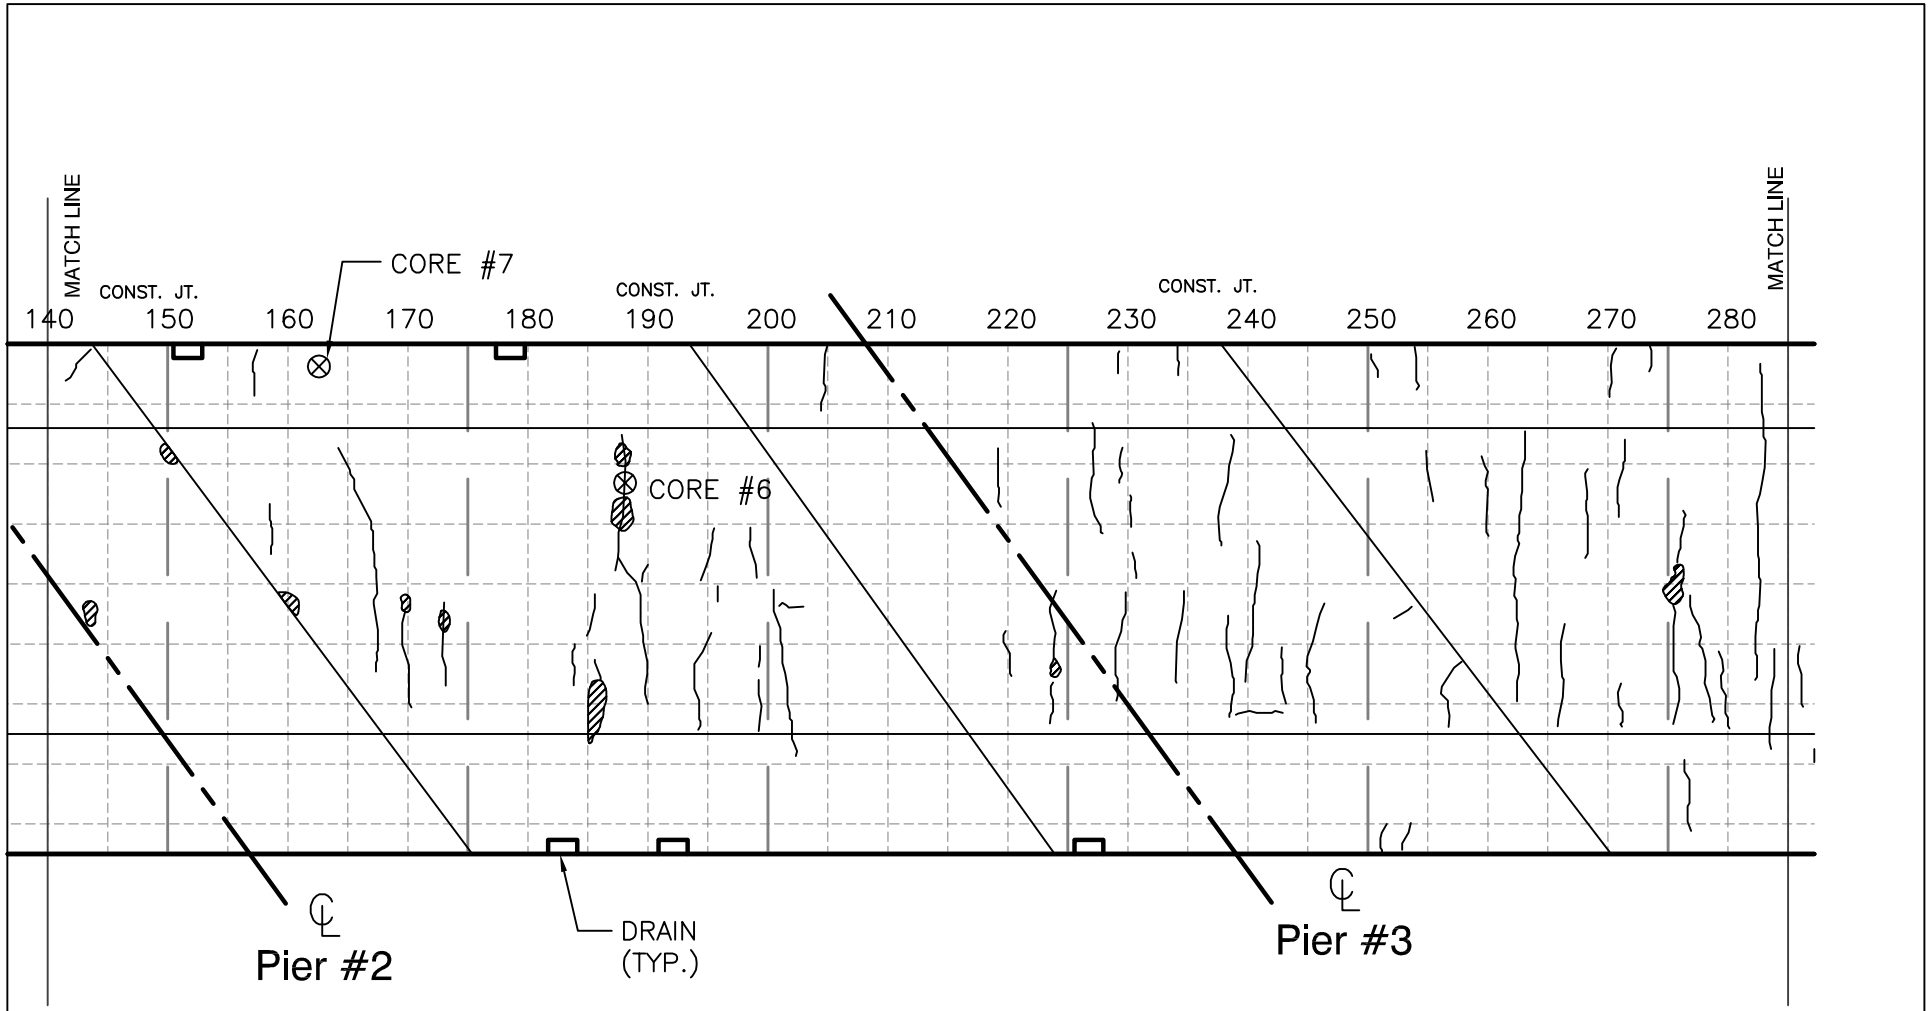 MATCH LINE
MATCH LINE
CORE #7
CONST. JT.
CONST. JT.
CONST. JT.
140 150 160 170 180 190 200 210 220 230 240 250 260 270 280
CORE #6
℄
Pier #2
DRAIN
(TYP.)
℄
Pier #3